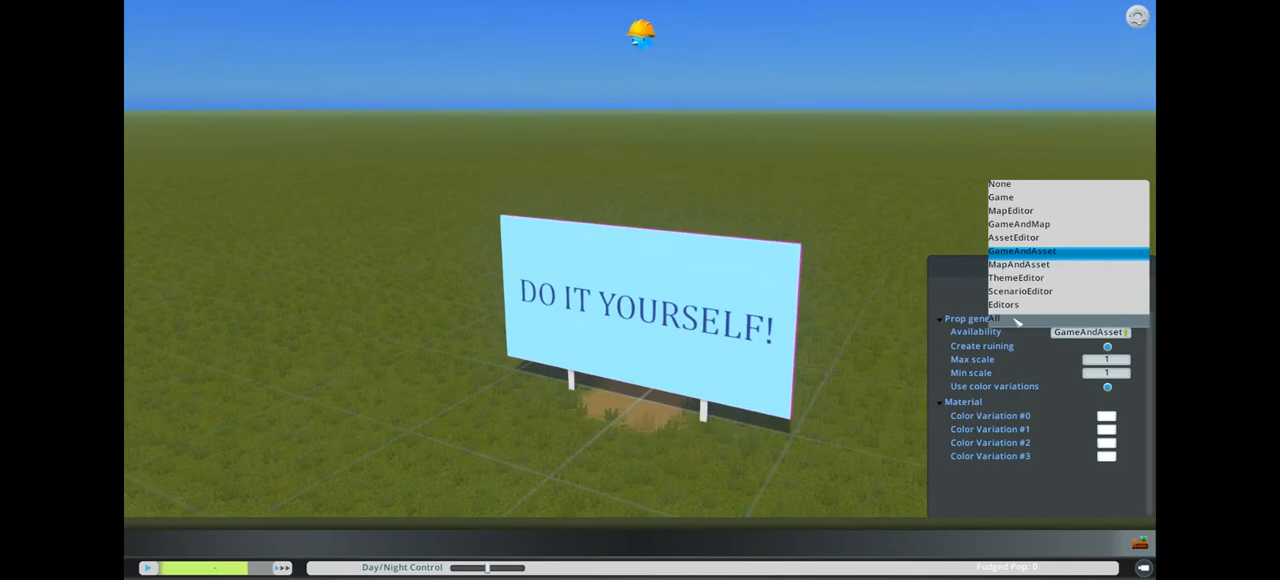 None
Game
MapEditor
GameAndMap
AssetEditor
GameAndAsset
MapAndAsset
ThemeEditor
ScenarioEditor
Editors
All
Prop gene
Availability GameAndAsset
Create ruining
Max scale 1
Min scale 1
Use color variations
Material
Color Variation #0
Color Variation #1
Color Variation #2
Color Variation #3
DO IT YOURSELF!
Day/Night Control
Fudged Pop: 0